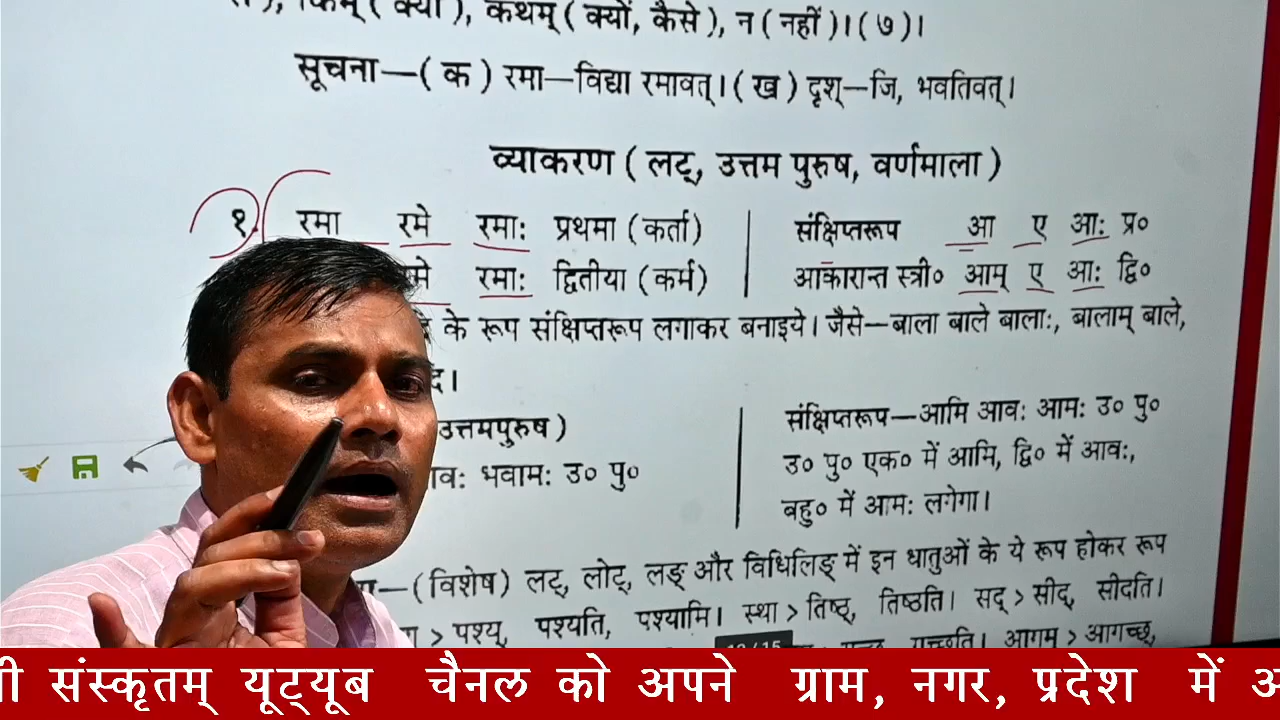 किम् ( क्या ), कथम् ( क्यों, कैसे ), न ( नहीं )। ( ७ )।
सूचना—( क ) रमा—विद्या रमावत्। ( ख ) दृश्—जि, भवतिवत्।
व्याकरण ( लट्, उत्तम पुरुष, वर्णमाला )
१. रमा रमे रमाः प्रथमा ( कर्ता ) | संक्षिप्तरूप आ ए आः प्र०
रमाः द्वितीया ( कर्म ) | आकारान्त स्त्री० आम् ए आः द्वि०
के रूप संक्षिप्तरूप लगाकर बनाइये। जैसे—बाला बाले बालाः, बालाम् बाले,
उत्तमपुरुष ) | संक्षिप्तरूप—आमि आवः आमः उ० पु०
भवामः उ० पु० | उ० पु० एक० में आमि, द्वि० में आवः,
बहु० में आमः लगेगा।
—( विशेष ) लट्, लोट्, लङ् और विधिलिङ् में इन धातुओं के ये रूप होकर रूप
> पश्य्, पश्यति, पश्यामि। स्था > तिष्ठ्, तिष्ठति। सद् > सीद्, सीदति।
गच्छति। आगम् > आगच्छ्,
संस्कृतम् यूट्यूब चैनल को अपने ग्राम, नगर, प्रदेश में